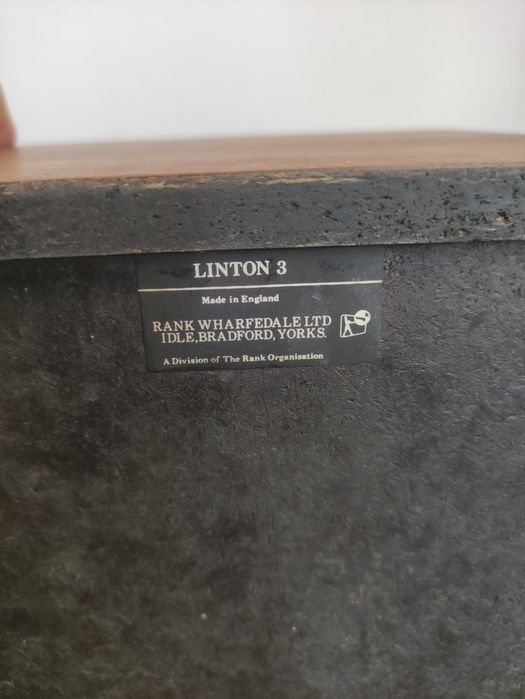 LINTON 3
Made in England
RANK WHARFEDALE LTD
IDLE, BRADFORD, YORKS.
A Division of The Rank Organisation